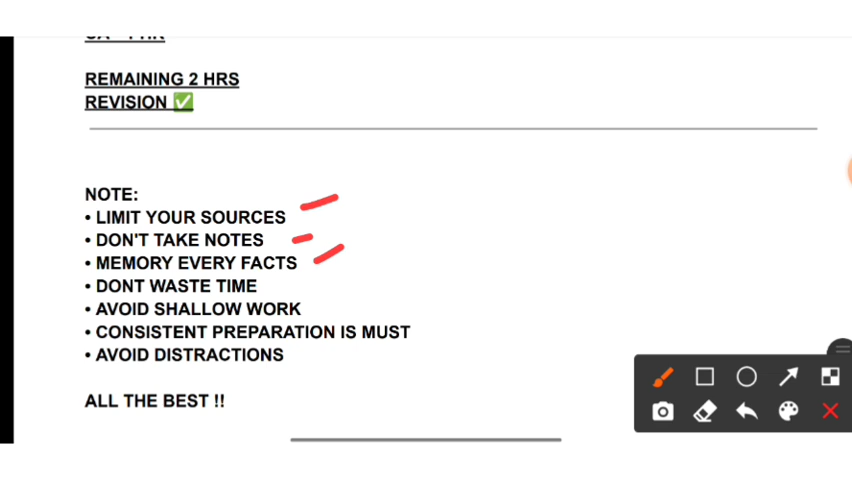 REMAINING 2 HRS
REVISION ✅
NOTE:
• LIMIT YOUR SOURCES
• DON'T TAKE NOTES
• MEMORY EVERY FACTS
• DONT WASTE TIME
• AVOID SHALLOW WORK
• CONSISTENT PREPARATION IS MUST
• AVOID DISTRACTIONS
ALL THE BEST !!